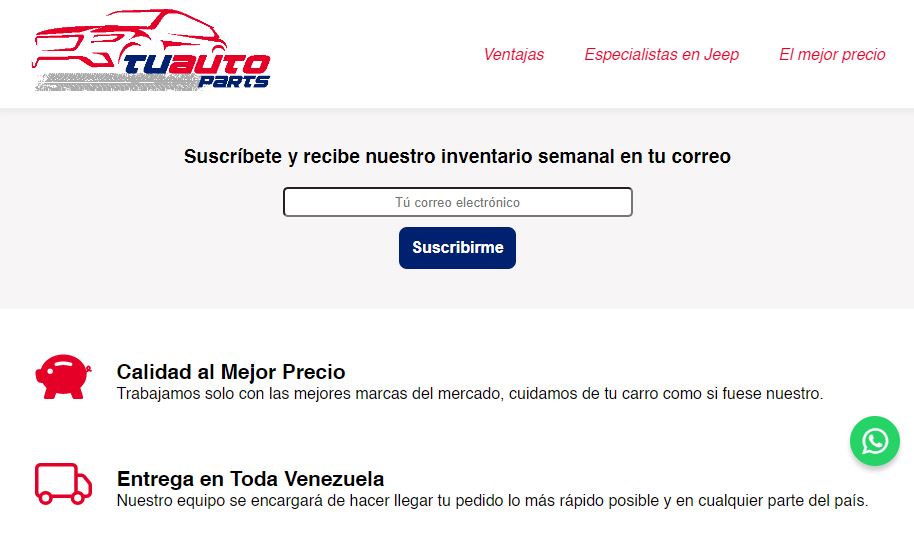 TUAUTO
PARTS
Ventajas
Especialistas en Jeep
El mejor precio
Suscríbete y recibe nuestro inventario semanal en tu correo
Tú correo electrónico
Suscribirme
Calidad al Mejor Precio
Trabajamos solo con las mejores marcas del mercado, cuidamos de tu carro como si fuese nuestro.
Entrega en Toda Venezuela
Nuestro equipo se encargará de hacer llegar tu pedido lo más rápido posible y en cualquier parte del país.